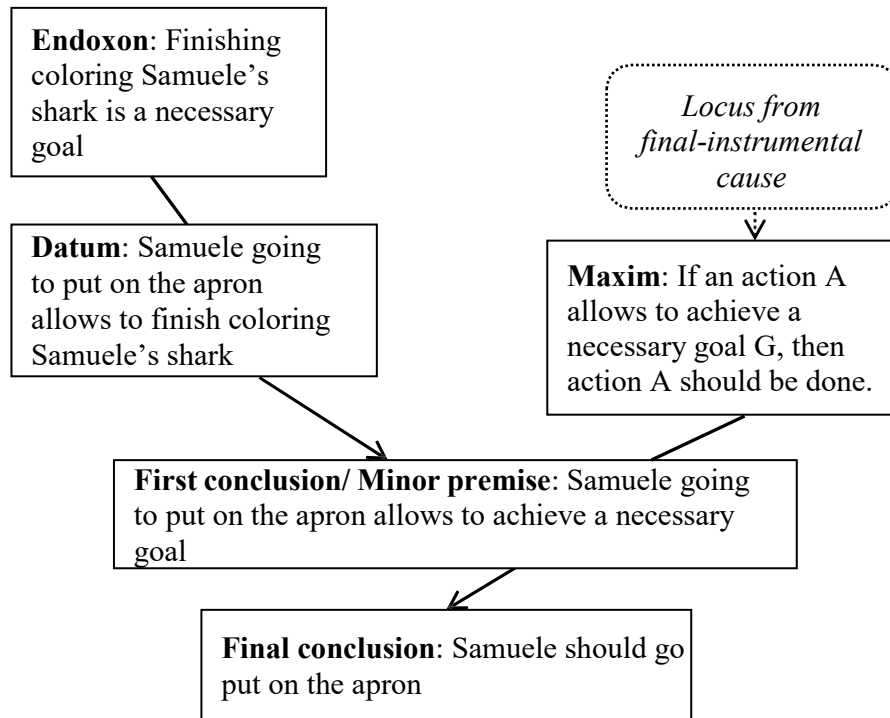 Endoxon: Finishing
coloring Samuele’s
shark is a necessary
goal
Locus from
final-instrumental
cause
Datum: Samuele going
to put on the apron
allows to finish coloring
Samuele’s shark
Maxim: If an action A
allows to achieve a
necessary goal G, then
action A should be done.
First conclusion/ Minor premise: Samuele going
to put on the apron allows to achieve a necessary
goal
Final conclusion: Samuele should go
put on the apron